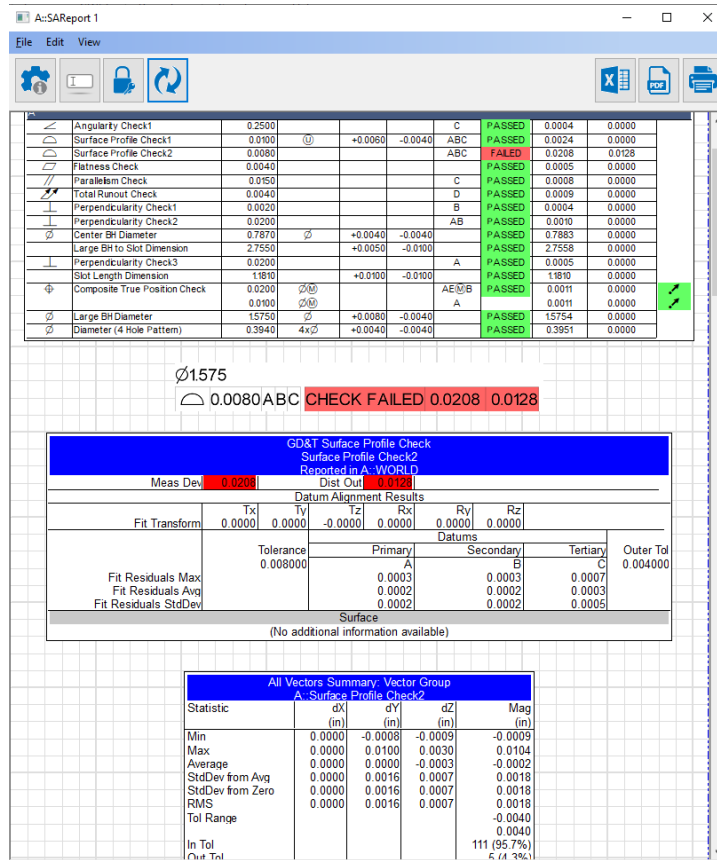 A::SAReport 1
File Edit View
A
Angularity Check1 0.2500 C PASSED 0.0004 0.0000
Surface Profile Check1 0.0100 Ⓤ +0.0060 -0.0040 ABC PASSED 0.0024 0.0000
Surface Profile Check2 0.0080 ABC FAILED 0.0208 0.0128
Flatness Check 0.0040 PASSED 0.0005 0.0000
Parallelism Check 0.0150 C PASSED 0.0008 0.0000
Total Runout Check 0.0040 D PASSED 0.0009 0.0000
Perpendicularity Check1 0.0020 B PASSED 0.0004 0.0000
Perpendicularity Check2 0.0200 AB PASSED 0.0010 0.0000
Ø Center BH Diameter 0.7870 Ø +0.0040 -0.0040 PASSED 0.7883 0.0000
Large BH to Slot Dimension 2.7550 +0.0050 -0.0100 PASSED 2.7558 0.0000
Perpendicularity Check3 0.0200 A PASSED 0.0005 0.0000
Slot Length Dimension 1.1810 +0.0100 -0.0100 PASSED 1.1810 0.0000
Composite True Position Check 0.0200 ØⓂ AEⓂB PASSED 0.0011 0.0000
0.0100 ØⓂ A 0.0011 0.0000
Ø Large BH Diameter 1.5750 Ø +0.0080 -0.0040 PASSED 1.5754 0.0000
Ø Diameter (4 Hole Pattern) 0.3940 4xØ +0.0040 -0.0040 PASSED 0.3951 0.0000
Ø1.575
0.0080 A B C CHECK FAILED 0.0208 0.0128
GD&T Surface Profile Check
Surface Profile Check2
Reported in A::WORLD
Meas Dev 0.0208 Dist Out 0.0128
Datum Alignment Results
Tx Ty Tz Rx Ry Rz
Fit Transform 0.0000 0.0000 -0.0000 0.0000 0.0000 0.0000
Datums
Tolerance Primary Secondary Tertiary Outer Tol
0.008000 A B C 0.004000
Fit Residuals Max 0.0003 0.0003 0.0007
Fit Residuals Avg 0.0002 0.0002 0.0003
Fit Residuals StdDev 0.0002 0.0002 0.0005
Surface
(No additional information available)
All Vectors Summary: Vector Group
A::Surface Profile Check2
Statistic dX dY dZ Mag
(in) (in) (in) (in)
Min 0.0000 -0.0008 -0.0009 -0.0009
Max 0.0000 0.0100 0.0030 0.0104
Average 0.0000 0.0000 -0.0003 -0.0002
StdDev from Avg 0.0000 0.0016 0.0007 0.0018
StdDev from Zero 0.0000 0.0016 0.0007 0.0018
RMS 0.0000 0.0016 0.0007 0.0018
Tol Range -0.0040
0.0040
In Tol 111 (95.7%)
Out Tol 5 (4.3%)